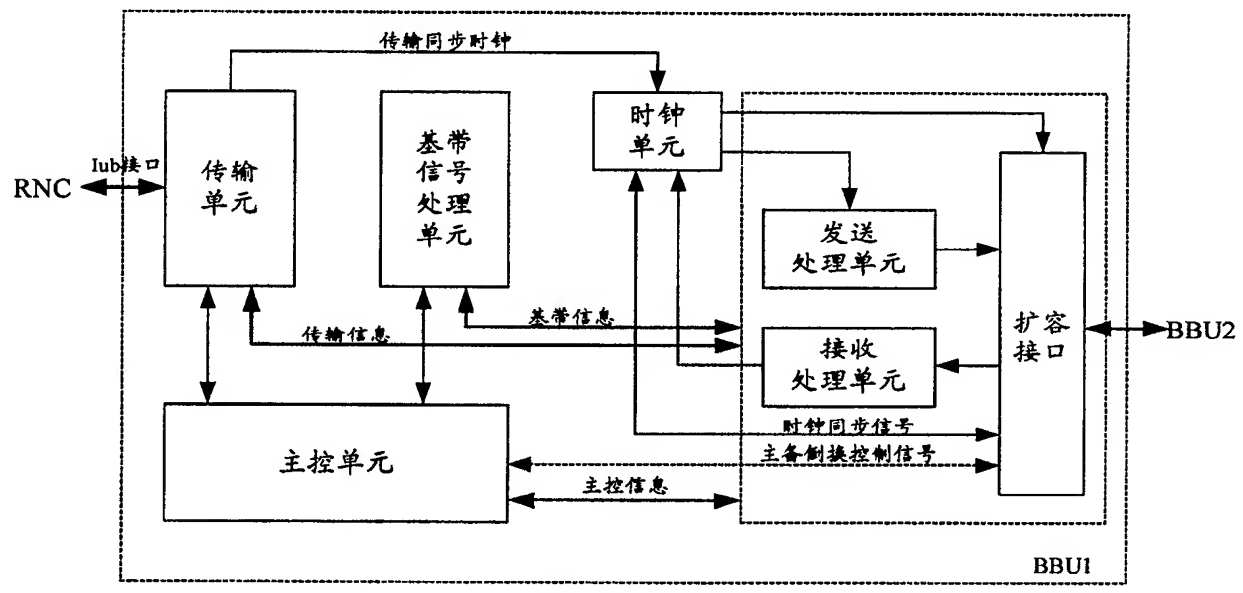 传输同步时钟
时钟
单元
基带
信号
处理
单元
Iub接口
传输
单元
RNC
发送
处理单元
扩容
接口
基带信息
传输信息
BBU2
接收
处理单元
时钟同步信号
主备倒换控制信号
主控单元
主控信息
BBU1